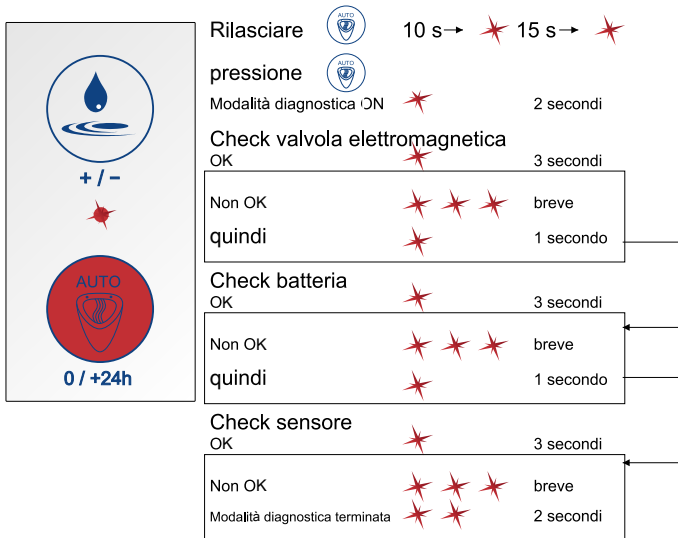 Rilasciare AUTO 10 s 15 s
pressione AUTO
Modalità diagnostica ON 2 secondi
Check valvola elettromagnetica
OK 3 secondi
Non OK breve
quindi 1 secondo
Check batteria
OK 3 secondi
Non OK breve
quindi 1 secondo
Check sensore
OK 3 secondi
Non OK breve
Modalità diagnostica terminata 2 secondi
+ / −
AUTO
0 / +24h